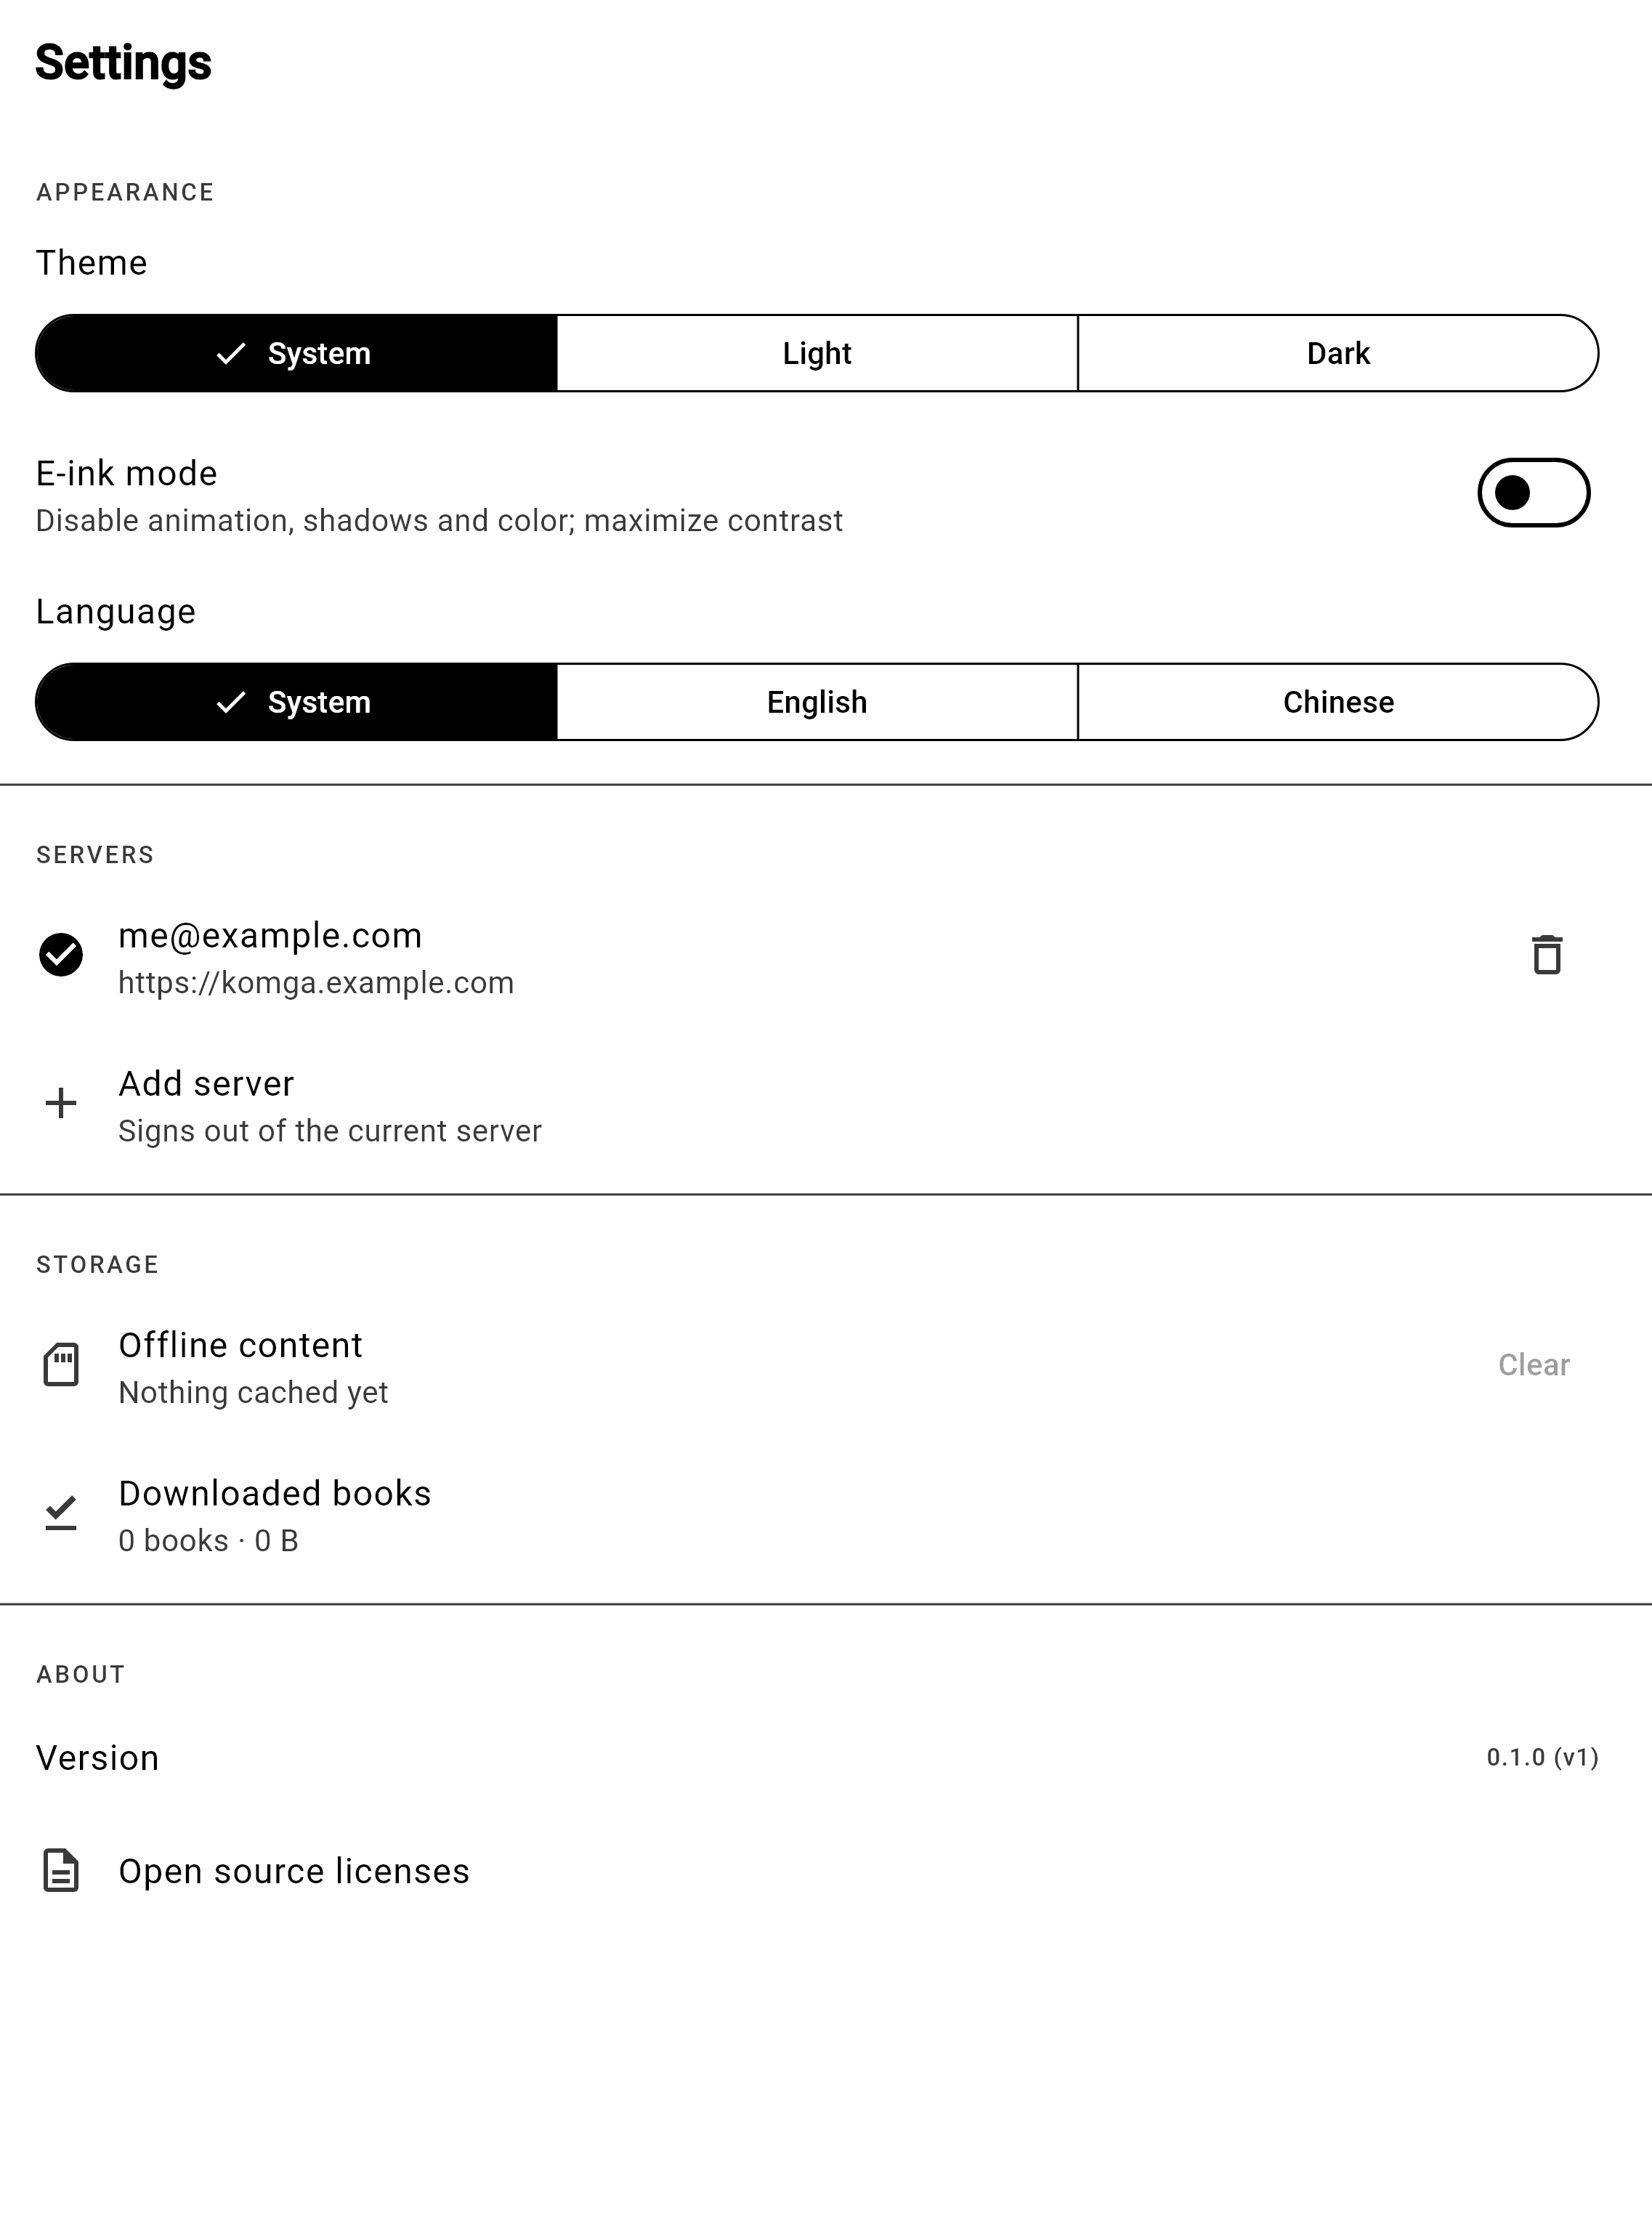 Settings
APPEARANCE
Theme
System
Light
Dark
E-ink mode
Disable animation, shadows and color; maximize contrast
Language
System
English
Chinese
SERVERS
me@example.com
https://komga.example.com
Add server
Signs out of the current server
STORAGE
Offline content
Nothing cached yet
Clear
Downloaded books
0 books · 0 B
ABOUT
Version
0.1.0 (v1)
Open source licenses